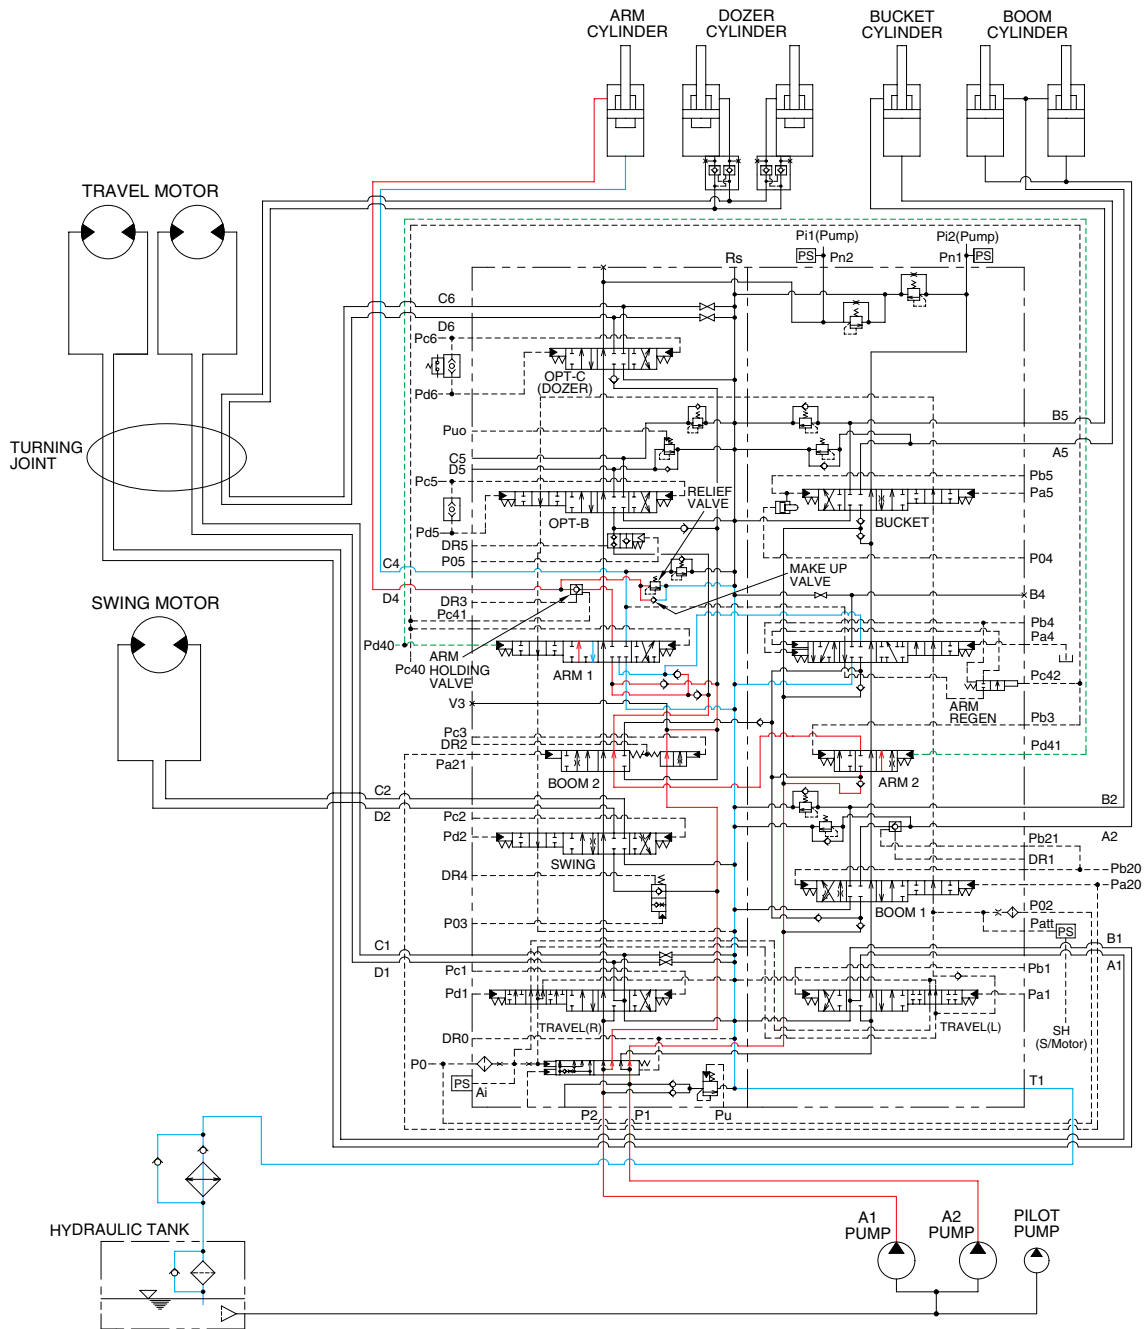 ARM
CYLINDER
DOZER
CYLINDER
BUCKET
CYLINDER
BOOM
CYLINDER
TRAVEL MOTOR
Pi1(Pump)
Pi2(Pump)
PS
Pn2
Rs
Pn1
PS
C6
D6
Pc6
OPT-C
(DOZER)
Pd6
TURNING
JOINT
Puo
C5
D5
Pc5
B5
A5
Pb5
Pa5
RELIEF
VALVE
OPT-B
BUCKET
Pd5
DR5
P05
P04
C4
MAKE UP
VALVE
D4
DR3
Pc41
B4
Pb4
Pa4
SWING MOTOR
Pd40
Pc40
ARM
HOLDING
VALVE
ARM 1
Pc42
ARM
REGEN
V3
Pb3
Pc3
DR2
Pa21
Pd41
BOOM 2
ARM 2
C2
D2
B2
A2
Pc2
Pd2
SWING
Pb21
DR1
Pb20
Pa20
DR4
BOOM 1
P03
P02
Patt
PS
C1
D1
B1
A1
Pc1
Pd1
Pb1
Pa1
TRAVEL(R)
TRAVEL(L)
SH
(S/Motor)
DR0
P0
PS
Ai
T1
P2
P1
Pu
HYDRAULIC TANK
A1
PUMP
A2
PUMP
PILOT
PUMP